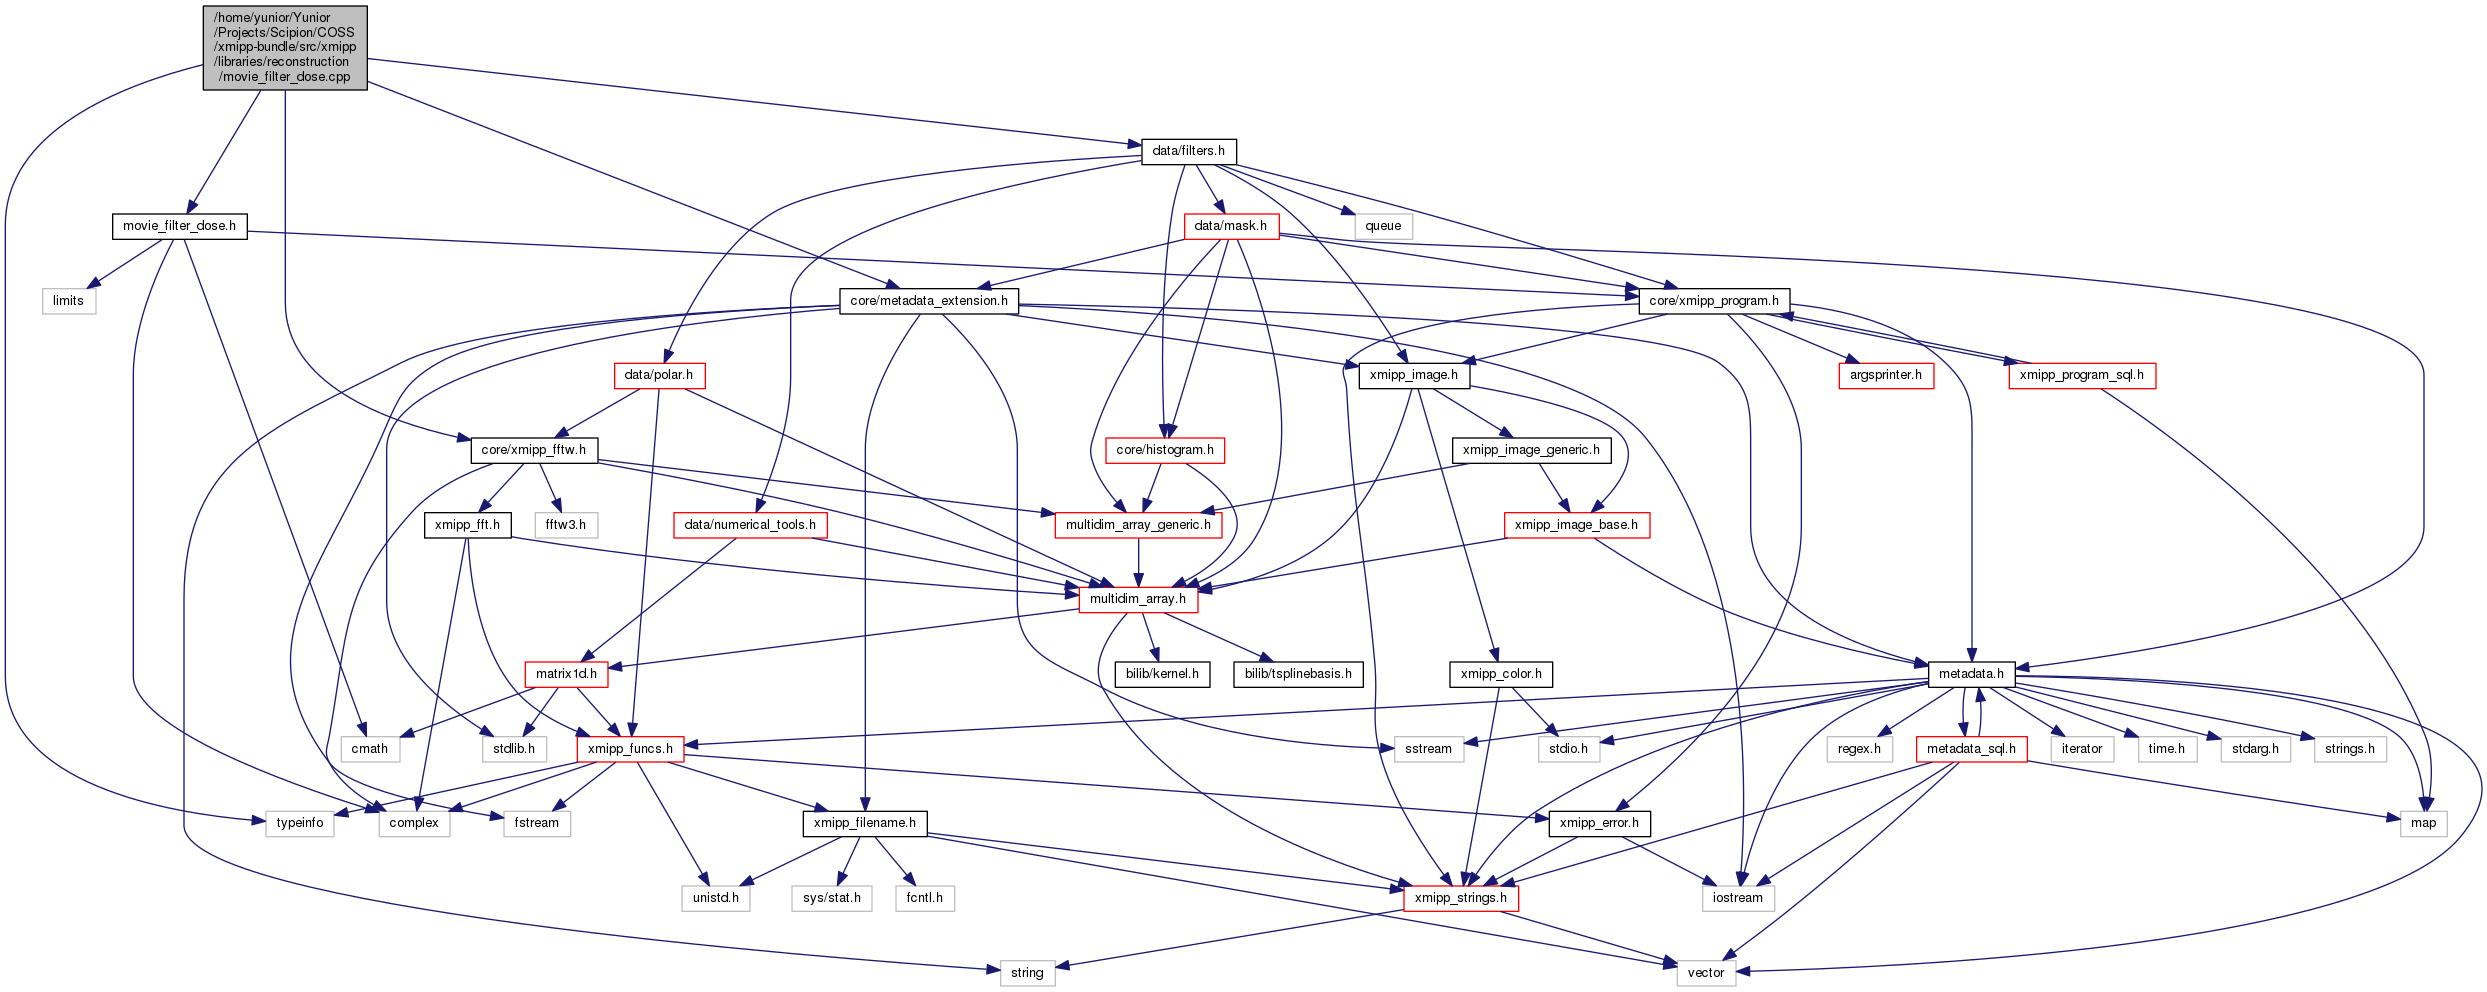 /home/yunior/Yunior
/Projects/Scipion/COSS
/xmipp-bundle/src/xmipp
/libraries/reconstruction
/movie_filter_dose.cpp
data/filters.h
movie_filter_dose.h
data/mask.h
queue
limits
core/metadata_extension.h
core/xmipp_program.h
data/polar.h
xmipp_image.h
argsprinter.h
xmipp_program_sql.h
core/xmipp_fftw.h
core/histogram.h
xmipp_image_generic.h
xmipp_fft.h
fftw3.h
data/numerical_tools.h
multidim_array_generic.h
xmipp_image_base.h
multidim_array.h
matrix1d.h
bilib/kernel.h
bilib/tsplinebasis.h
xmipp_color.h
metadata.h
cmath
stdlib.h
xmipp_funcs.h
sstream
stdio.h
regex.h
metadata_sql.h
iterator
time.h
stdarg.h
strings.h
typeinfo
complex
fstream
xmipp_filename.h
xmipp_error.h
map
unistd.h
sys/stat.h
fcntl.h
xmipp_strings.h
iostream
string
vector